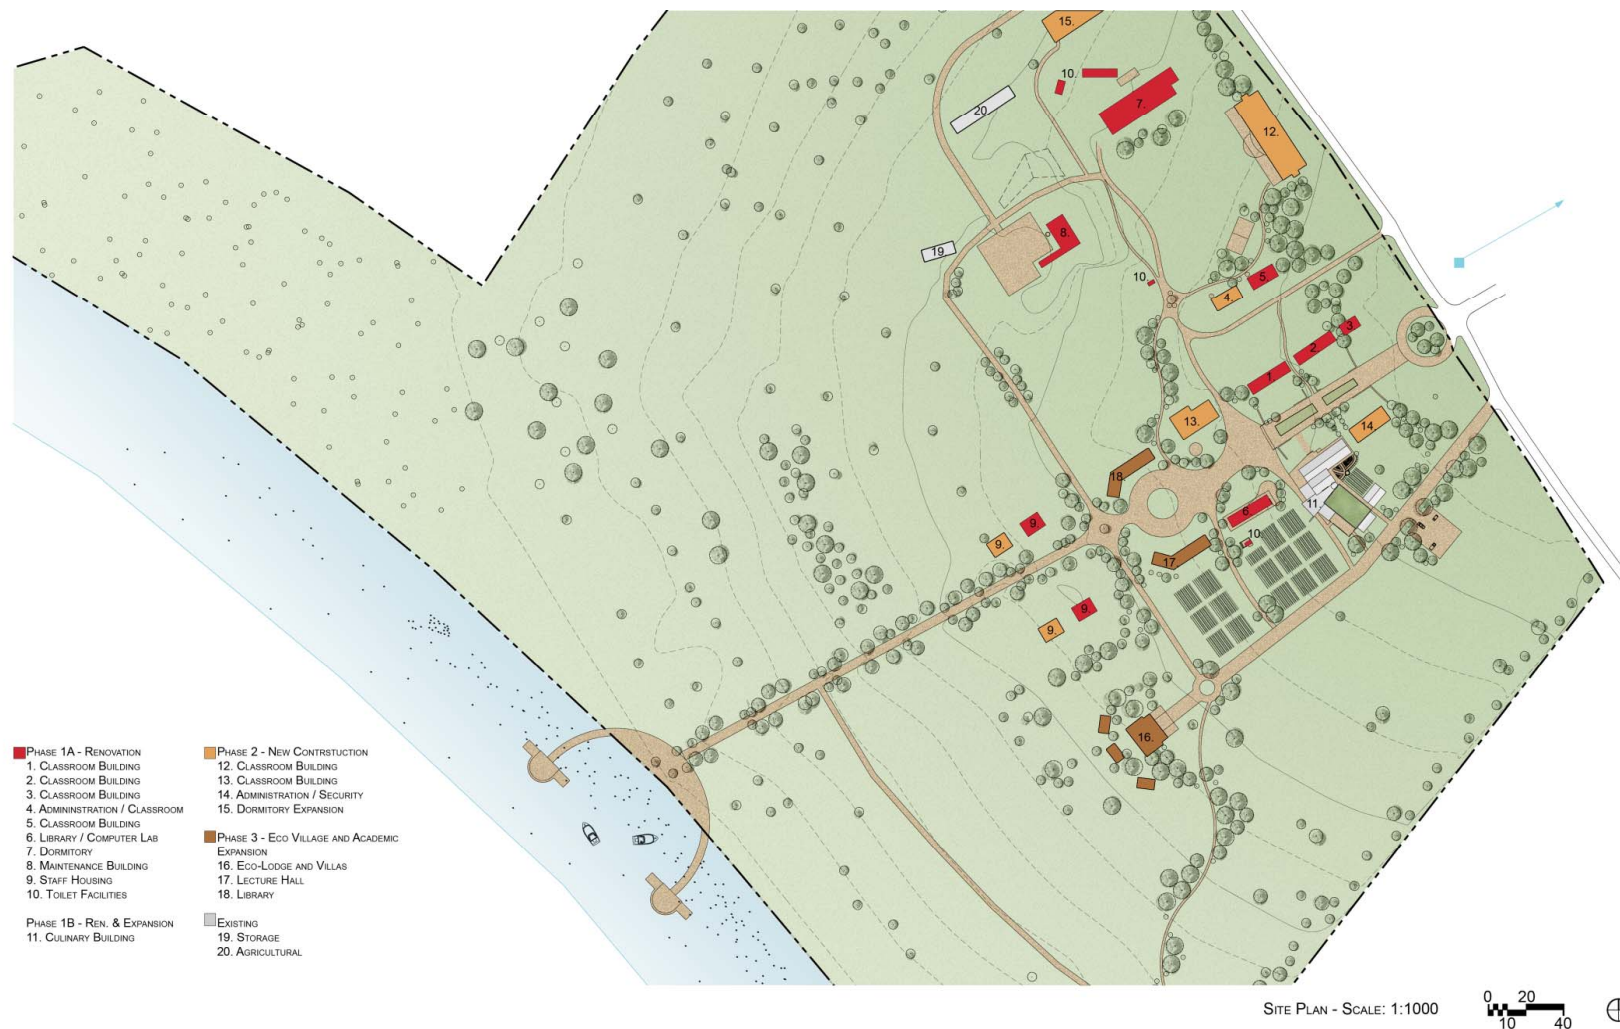 15.
10.
7.
20
12.
8.
19
10.
5.
4.
3.
2.
1.
13.
14.
18.
11.
6.
9.
9.
10.
17.
9.
9.
16.
Phase 1A - Renovation
1. Classroom Building
2. Classroom Building
3. Classroom Building
4. Admininstration / Classroom
5. Classroom Building
6. Library / Computer Lab
7. Dormitory
8. Maintenance Building
9. Staff Housing
10. Toilet Facilities
Phase 1B - Ren. & Expansion
11. Culinary Building
Phase 2 - New Contrstuction
12. Classroom Building
13. Classroom Building
14. Administration / Security
15. Dormitory Expansion
Phase 3 - Eco Village and Academic
Expansion
16. Eco-Lodge and Villas
17. Lecture Hall
18. Library
Existing
19. Storage
20. Agricultural
Site Plan - Scale: 1:1000
0 20
10 40